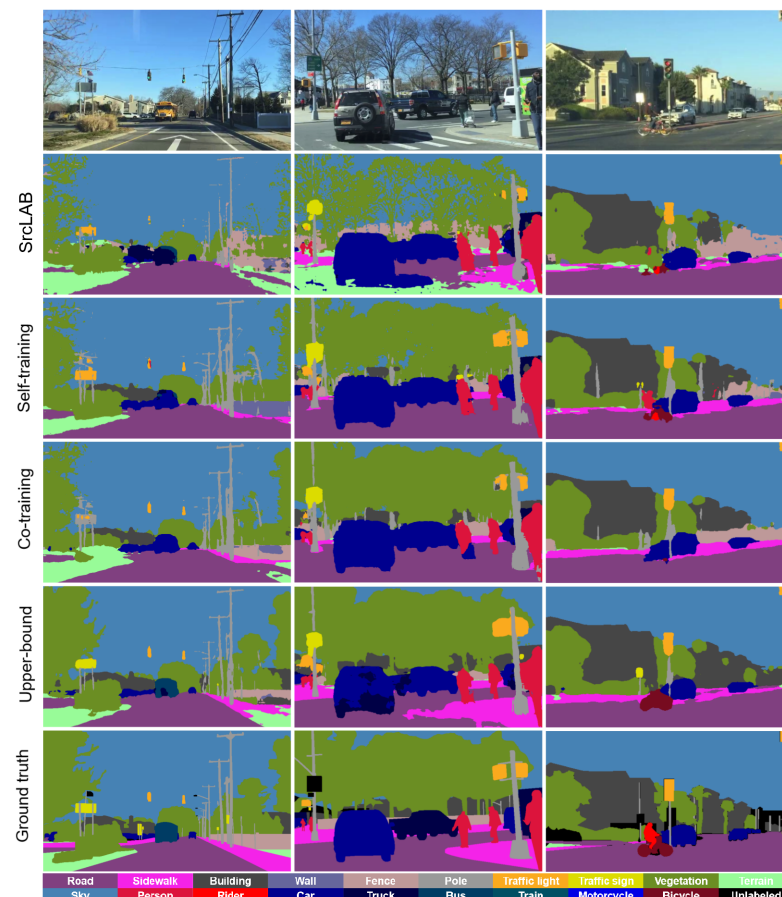 SrcLAB
Self-training
Co-training
Upper-bound
Ground truth
Road Sidewalk Building Wall Fence Pole Traffic light Traffic sign Vegetation Terrain
Sky Person Rider Car Truck Bus Train Motorcycle Bicycle Unlabeled